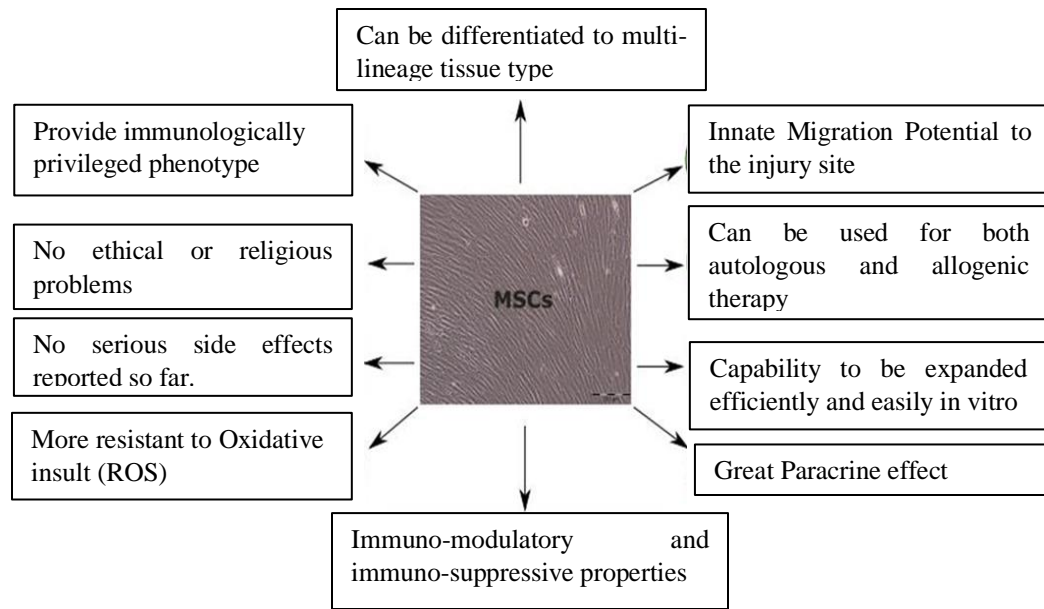 Can be differentiated to multi-
lineage tissue type
Provide immunologically
privileged phenotype
Innate Migration Potential to
the injury site
No ethical or religious
problems
Can be used for both
autologous and allogenic
therapy
MSCs
No serious side effects
reported so far.
Capability to be expanded
efficiently and easily in vitro
More resistant to Oxidative
insult (ROS)
Great Paracrine effect
Immuno-modulatory and
immuno-suppressive properties